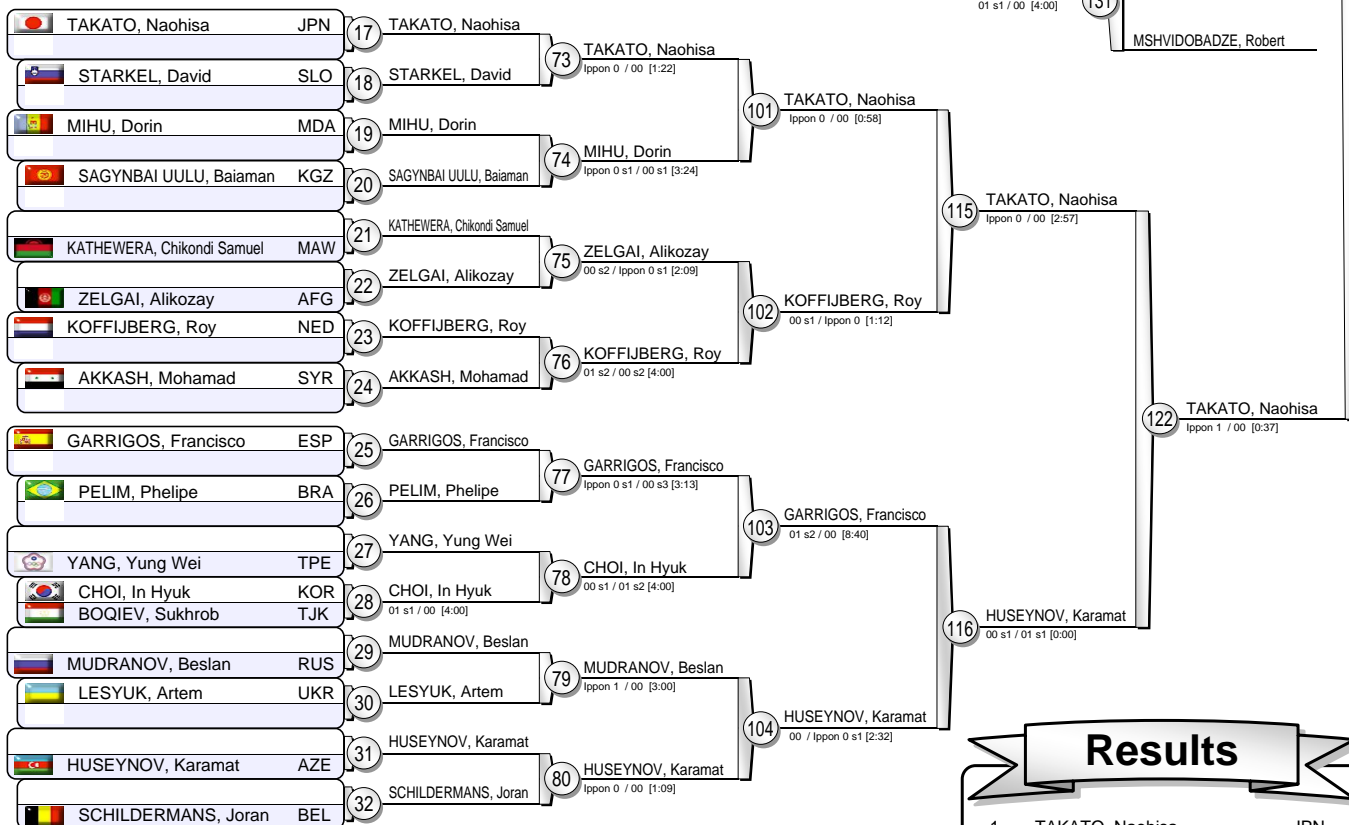 01 s1 / 00 [4:00]
131
MSHVIDOBADZE, Robert
TAKATO, Naohisa JPN
STARKEL, David SLO
MIHU, Dorin MDA
SAGYNBAI UULU, Baiaman KGZ
KATHEWERA, Chikondi Samuel MAW
ZELGAI, Alikozay AFG
KOFFIJBERG, Roy NED
AKKASH, Mohamad SYR
GARRIGOS, Francisco ESP
PELIM, Phelipe BRA
YANG, Yung Wei TPE
CHOI, In Hyuk KOR
BOQIEV, Sukhrob TJK
MUDRANOV, Beslan RUS
LESYUK, Artem UKR
HUSEYNOV, Karamat AZE
SCHILDERMANS, Joran BEL
17 TAKATO, Naohisa
18 STARKEL, David
19 MIHU, Dorin
20 SAGYNBAI UULU, Baiaman
21 KATHEWERA, Chikondi Samuel
22 ZELGAI, Alikozay
23 KOFFIJBERG, Roy
24 AKKASH, Mohamad
25 GARRIGOS, Francisco
26 PELIM, Phelipe
27 YANG, Yung Wei
28 CHOI, In Hyuk
01 s1 / 00 [4:00]
29 MUDRANOV, Beslan
30 LESYUK, Artem
31 HUSEYNOV, Karamat
32 SCHILDERMANS, Joran
73 TAKATO, Naohisa
Ippon 0 / 00 [1:22]
74 MIHU, Dorin
Ippon 0 s1 / 00 s1 [3:24]
75 ZELGAI, Alikozay
00 s2 / Ippon 0 s1 [2:09]
76 KOFFIJBERG, Roy
01 s2 / 00 s2 [4:00]
77 GARRIGOS, Francisco
Ippon 0 s1 / 00 s3 [3:13]
78 CHOI, In Hyuk
00 s1 / 01 s2 [4:00]
79 MUDRANOV, Beslan
Ippon 1 / 00 [3:00]
80 HUSEYNOV, Karamat
Ippon 0 / 00 [1:09]
101 TAKATO, Naohisa
Ippon 0 / 00 [0:58]
102 KOFFIJBERG, Roy
00 s1 / Ippon 0 [1:12]
103 GARRIGOS, Francisco
01 s2 / 00 [8:40]
104 HUSEYNOV, Karamat
00 / Ippon 0 s1 [2:32]
115 TAKATO, Naohisa
Ippon 0 / 00 [2:57]
116 HUSEYNOV, Karamat
00 s1 / 01 s1 [0:00]
122 TAKATO, Naohisa
Ippon 1 / 00 [0:37]
Results
1 TAKATO, Naohisa JPN